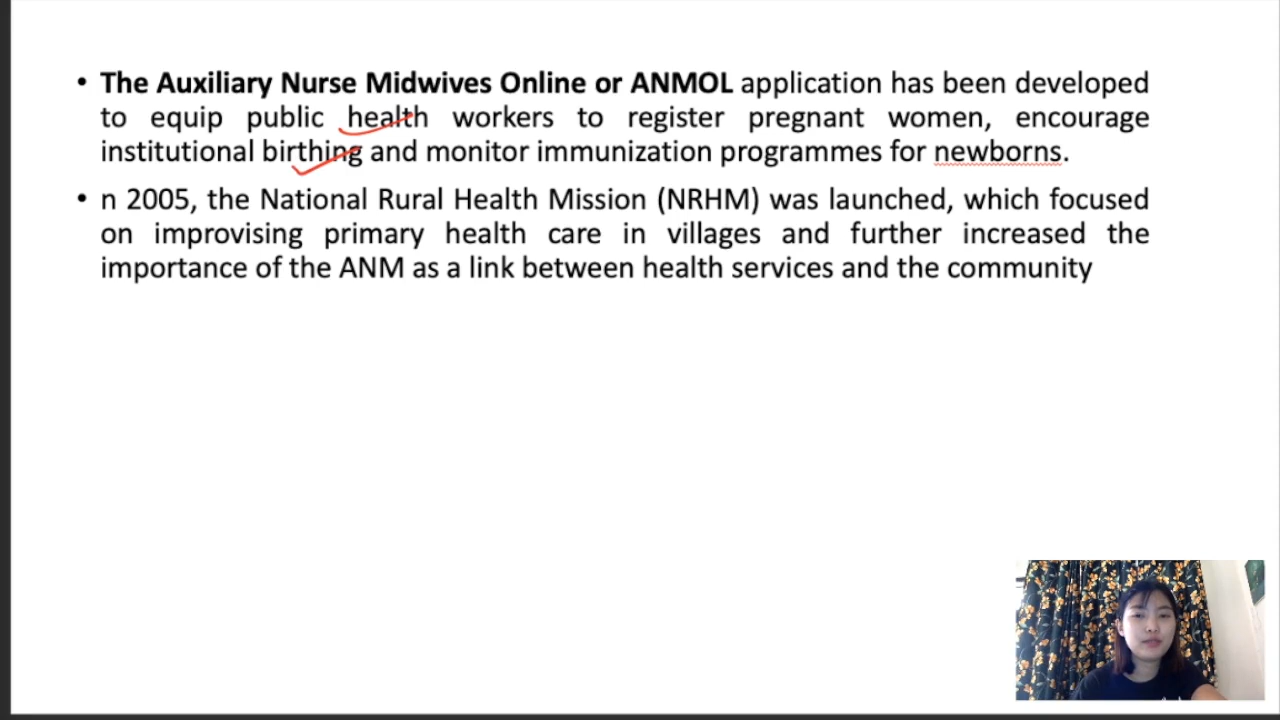 • The Auxiliary Nurse Midwives Online or ANMOL application has been developed
to equip public health workers to register pregnant women, encourage
institutional birthing and monitor immunization programmes for newborns.
• n 2005, the National Rural Health Mission (NRHM) was launched, which focused
on improvising primary health care in villages and further increased the
importance of the ANM as a link between health services and the community